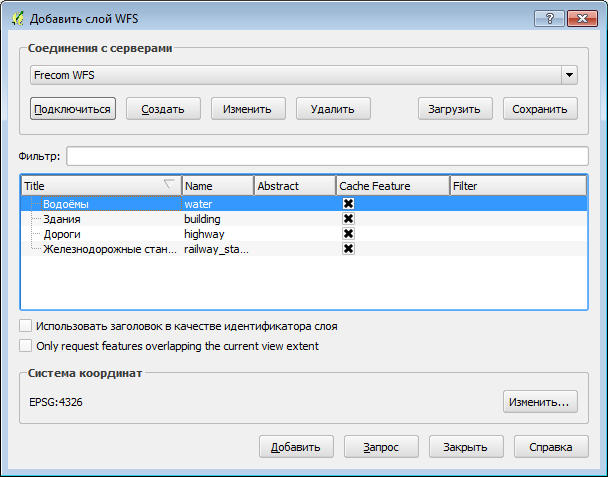 Добавить слой WFS
Соединения с серверами
Frecom WFS
Подключиться Создать Изменить Удалить Загрузить Сохранить
Фильтр:
Title Name Abstract Cache Feature Filter
Водоёмы water
Здания building
Дороги highway
Железнодорожные стан... railway_sta...
Использовать заголовок в качестве идентификатора слоя
Only request features overlapping the current view extent
Система координат
EPSG:4326 Изменить...
Добавить Запрос Закрыть Справка